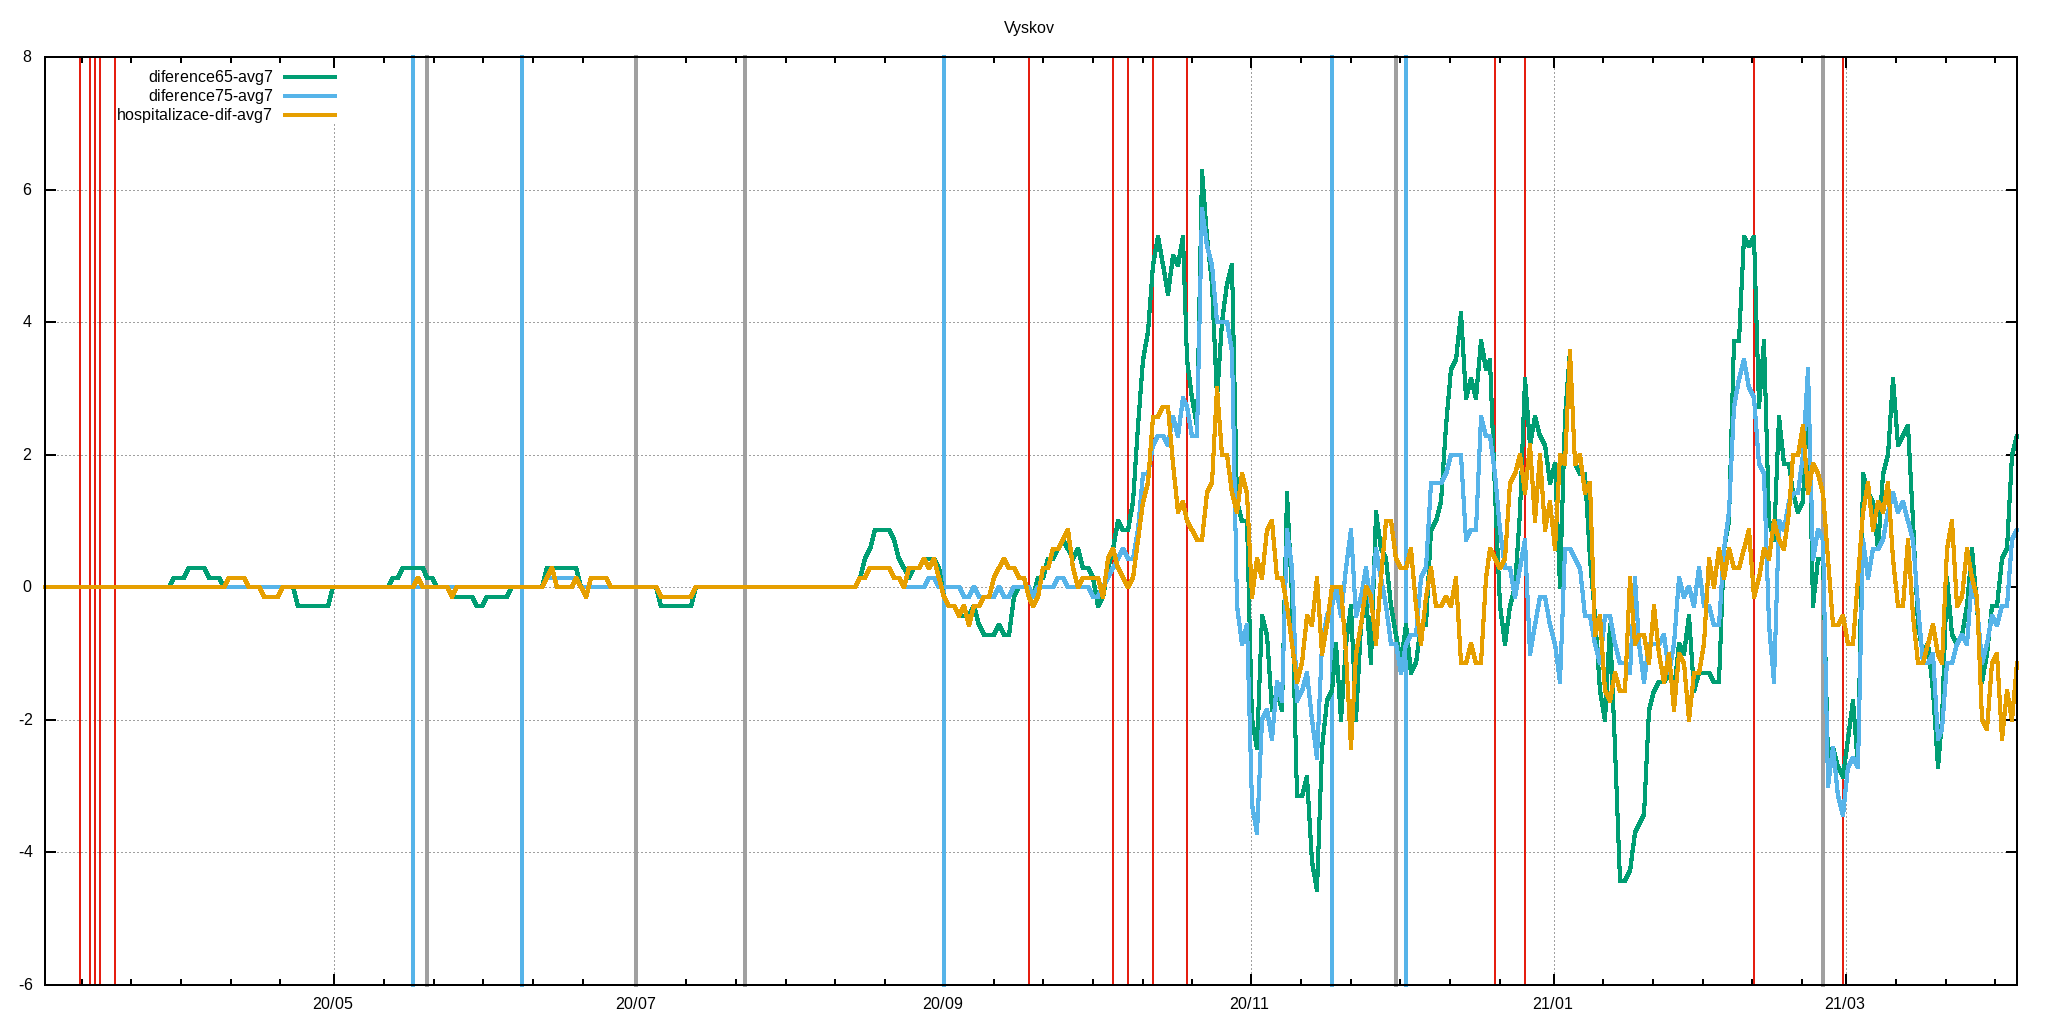 Vyskov
8
diference65-avg7
diference75-avg7
hospitalizace-dif-avg7
6
4
2
0
-2
-4
-6
20/05 20/07 20/09 20/11 21/01 21/03